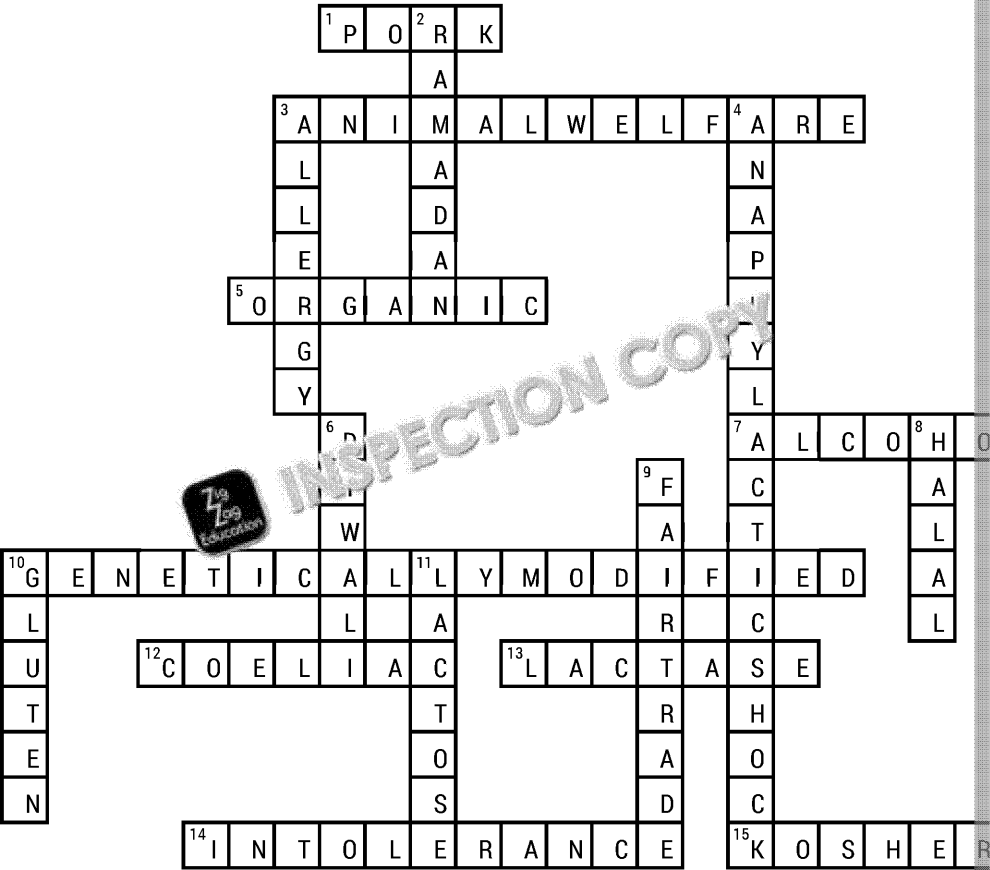 1 P O 2 R K
A
3 A N I M A L W E L F 4 A R E
L A N
L D A
E A P
5 O R G A N I C
G Y
Y L
6 D 7 A L C O 8 H O
9 F C A
W A T L
10 G E N E T I C A L 11 L Y M O D I F I E D A
L L A R C L
U 12 C O E L I A C 13 L A C T A S E
T T R H
E O A O
N S D C
14 I N T O L E R A N C E 15 K O S H E R
INSPECTION COPY
Zig
Zag
Education